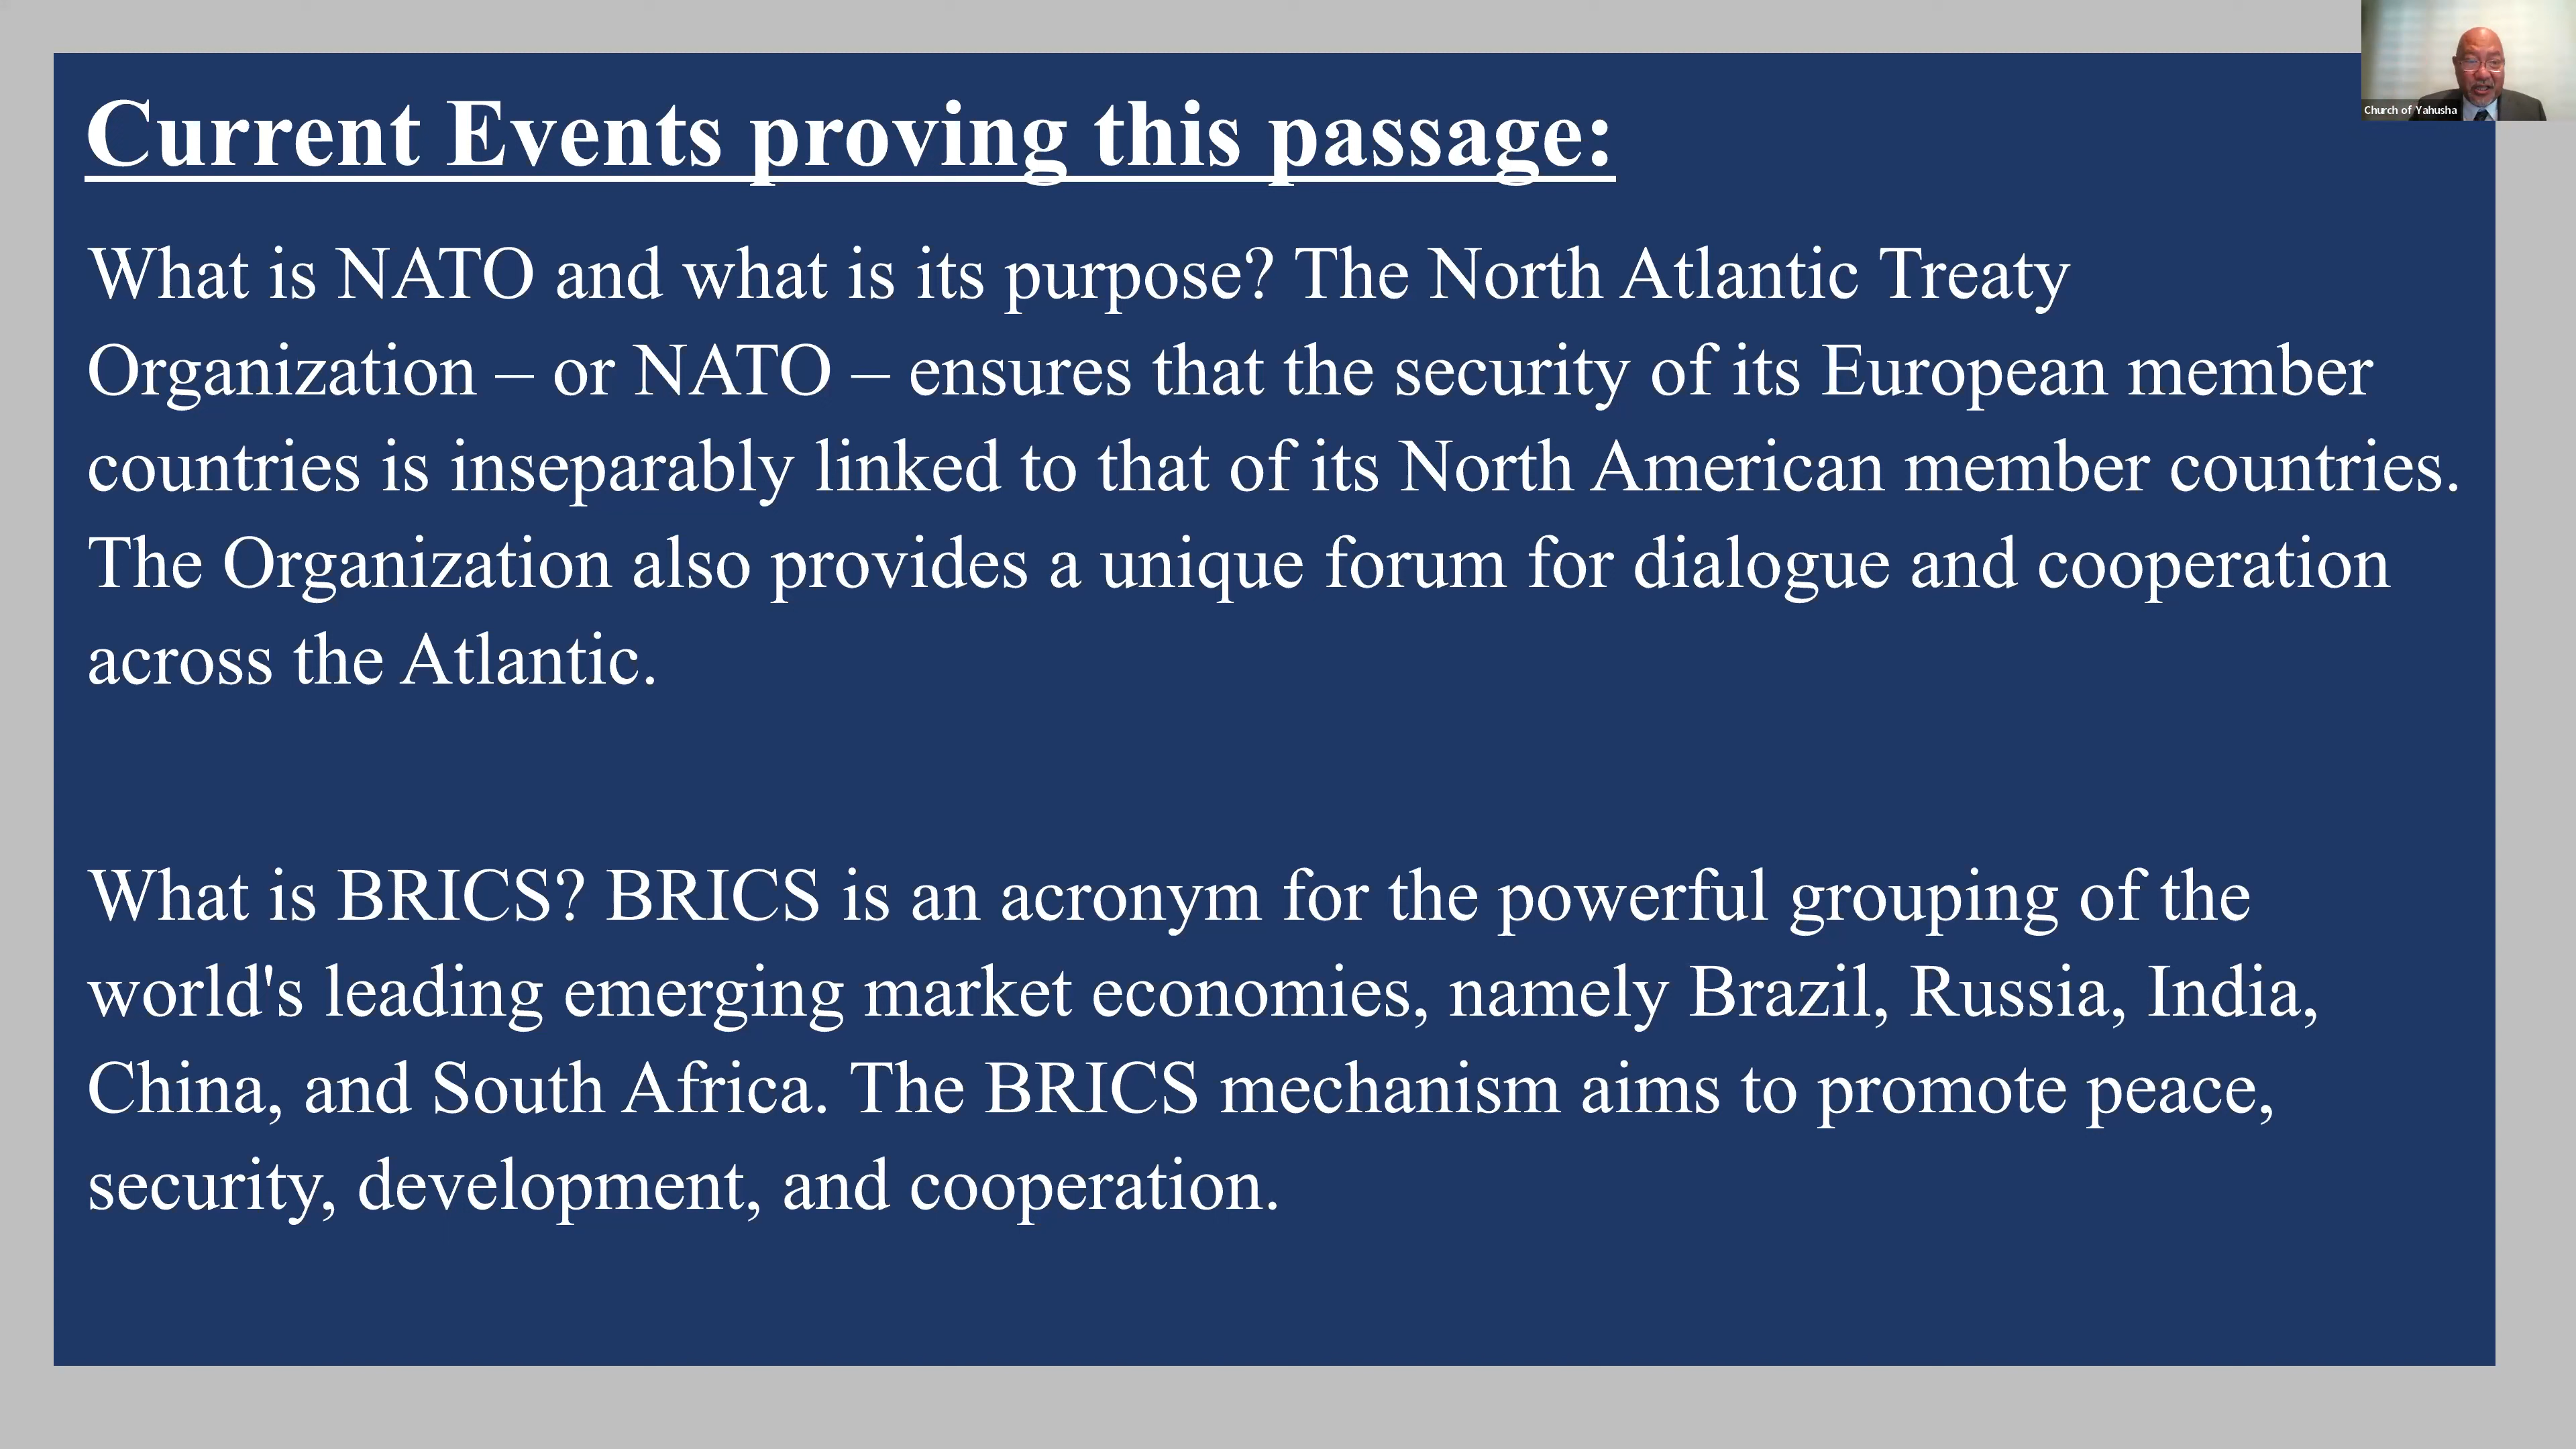 Current Events proving this passage:
What is NATO and what is its purpose? The North Atlantic Treaty
Organization – or NATO – ensures that the security of its European member
countries is inseparably linked to that of its North American member countries.
The Organization also provides a unique forum for dialogue and cooperation
across the Atlantic.
What is BRICS? BRICS is an acronym for the powerful grouping of the
world's leading emerging market economies, namely Brazil, Russia, India,
China, and South Africa. The BRICS mechanism aims to promote peace,
security, development, and cooperation.
Church of Yahusha